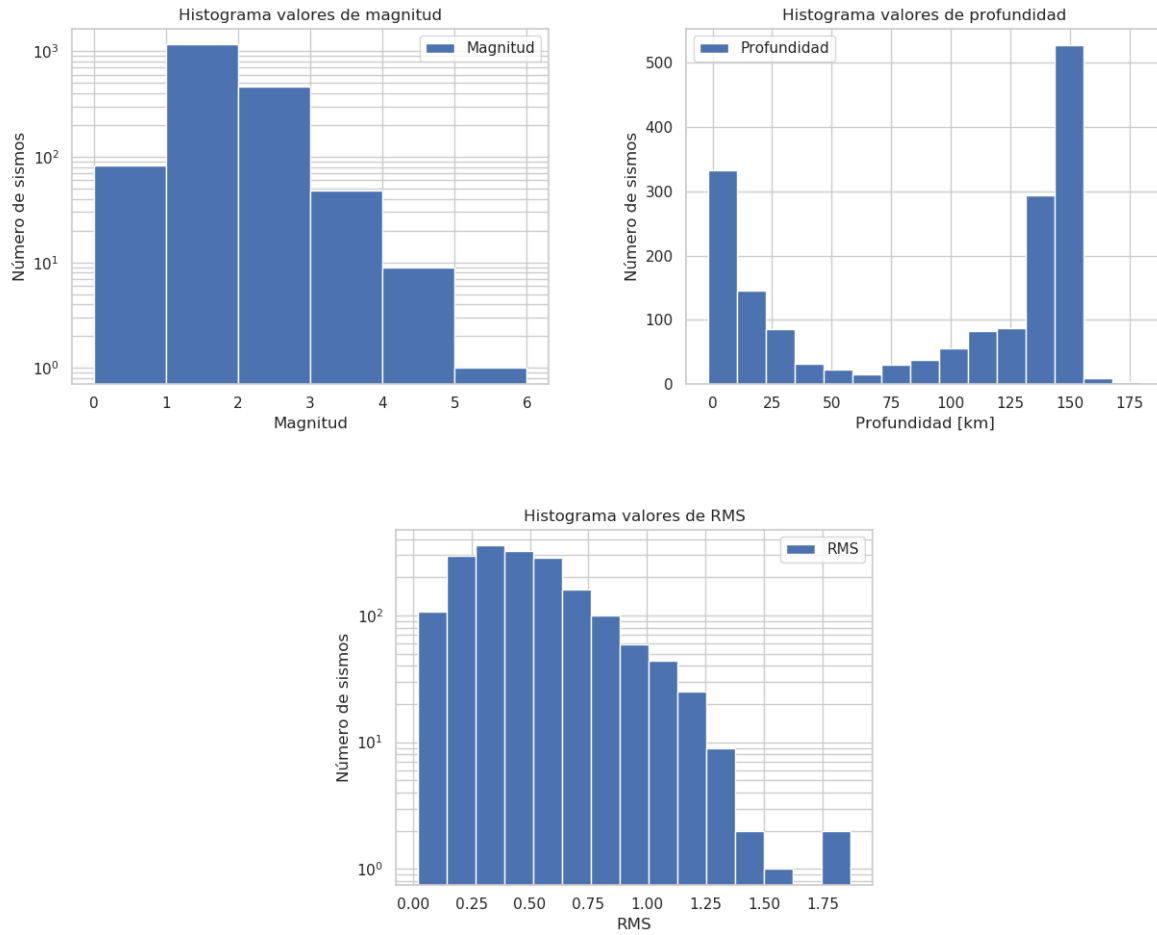 Histograma valores de magnitud
Magnitud
10³
10²
10¹
10⁰
Número de sismos
0 1 2 3 4 5 6
Magnitud
Histograma valores de profundidad
Profundidad
500
400
300
200
100
0
Número de sismos
0 25 50 75 100 125 150 175
Profundidad [km]
Histograma valores de RMS
RMS
10²
10¹
10⁰
Número de sismos
0.00 0.25 0.50 0.75 1.00 1.25 1.50 1.75
RMS